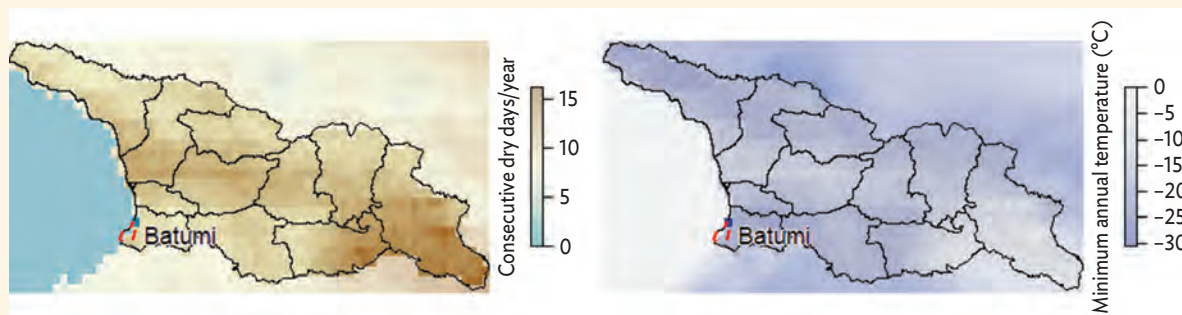 Batumi
Consecutive dry days/year
15
10
5
0
Batumi
Minimum annual temperature (°C)
0
−5
−10
−15
−20
−25
−30